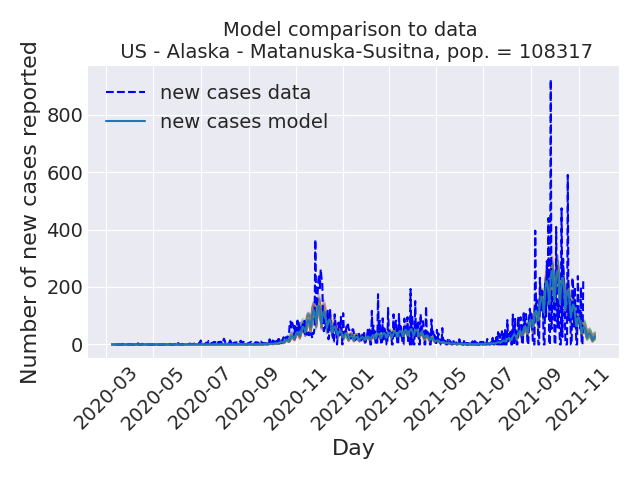 Model comparison to data
US - Alaska - Matanuska-Susitna, pop. = 108317
Number of new cases reported
800
600
400
200
0
new cases data
new cases model
2020-03
2020-05
2020-07
2020-09
2020-11
2021-01
2021-03
2021-05
2021-07
2021-09
2021-11
Day